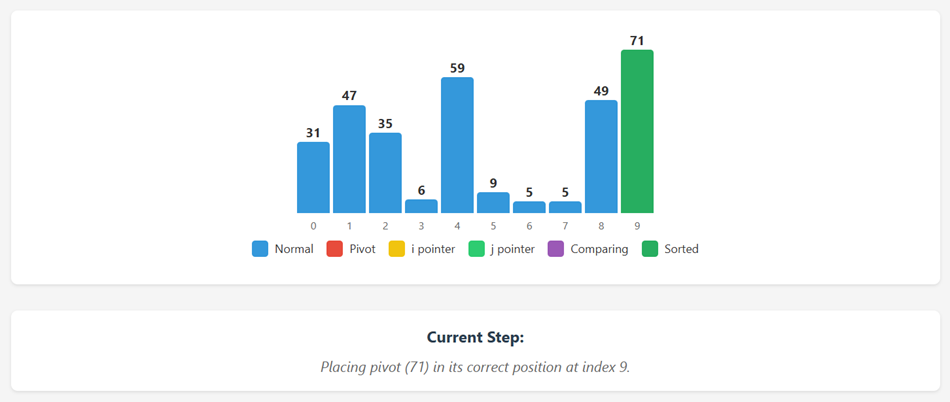 71
59
49
47
35
31
9
6
5
5
0 1 2 3 4 5 6 7 8 9
Normal Pivot i pointer j pointer Comparing Sorted
Current Step:
Placing pivot (71) in its correct position at index 9.